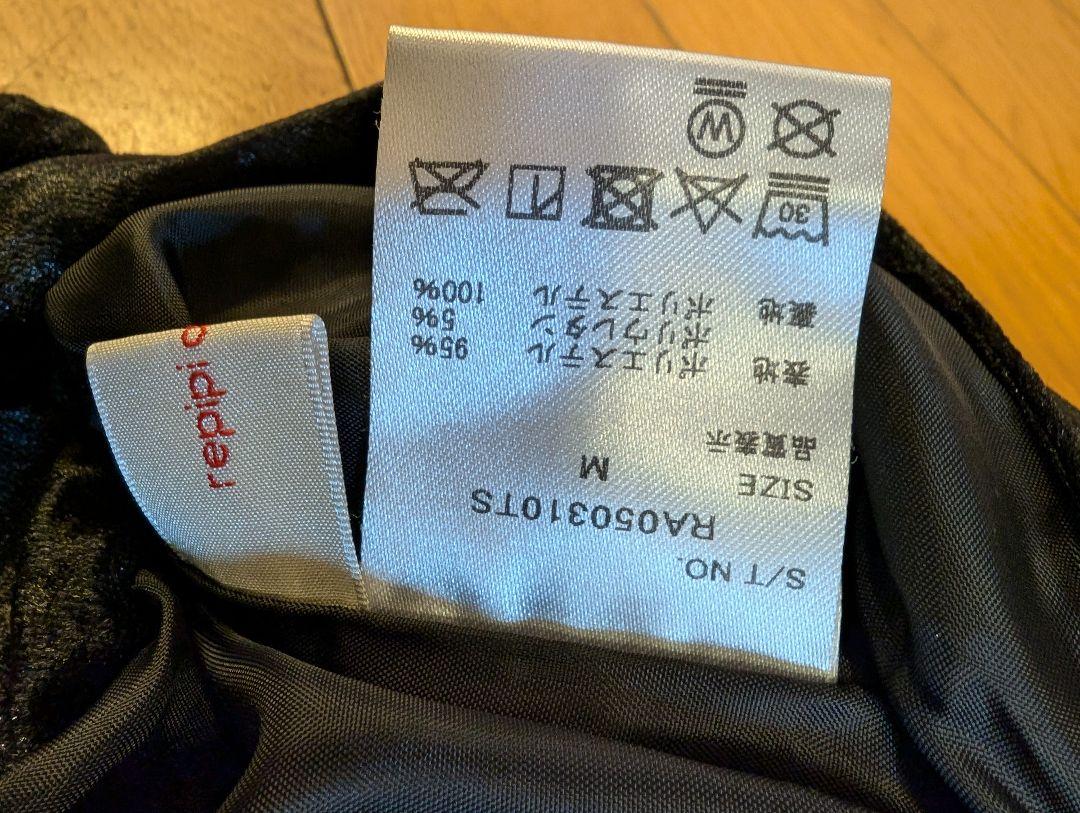 S/T NO.
RA050310TS
SIZE M
品質表示
表地 ポリエステル 95%
ポリウレタン 5%
裏地 ポリエステル 100%
30
W
repipi